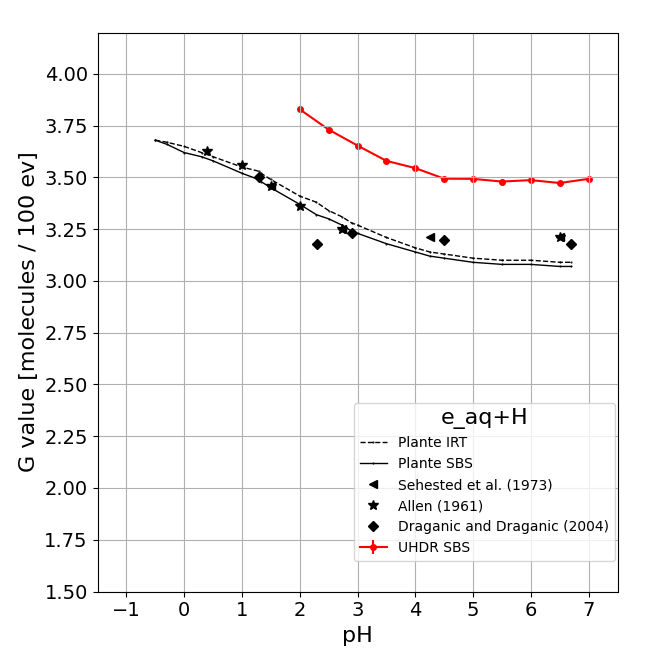 G value [molecules / 100 ev]
4.00
3.75
3.50
3.25
3.00
2.75
2.50
2.25
2.00
1.75
1.50
e_aq+H
Plante IRT
Plante SBS
Sehested et al. (1973)
Allen (1961)
Draganic and Draganic (2004)
UHDR SBS
−1 0 1 2 3 4 5 6 7
pH